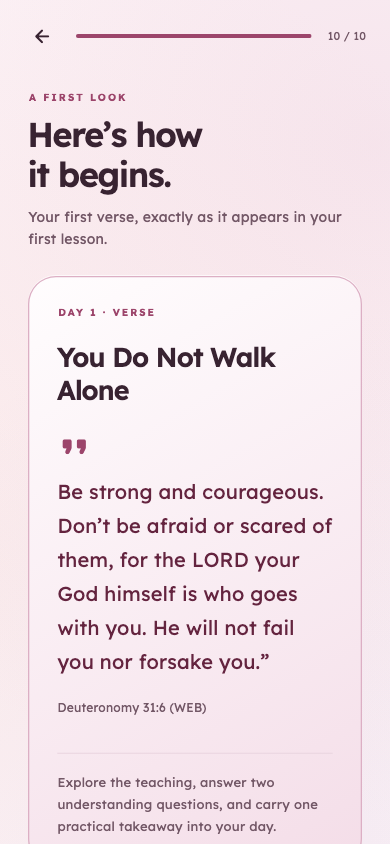 10 / 10
A FIRST LOOK
Here’s how
it begins.
Your first verse, exactly as it appears in your
first lesson.
DAY 1 · VERSE
You Do Not Walk
Alone
”
Be strong and courageous.
Don’t be afraid or scared of
them, for the LORD your
God himself is who goes
with you. He will not fail
you nor forsake you.”
Deuteronomy 31:6 (WEB)
Explore the teaching, answer two
understanding questions, and carry one
practical takeaway into your day.